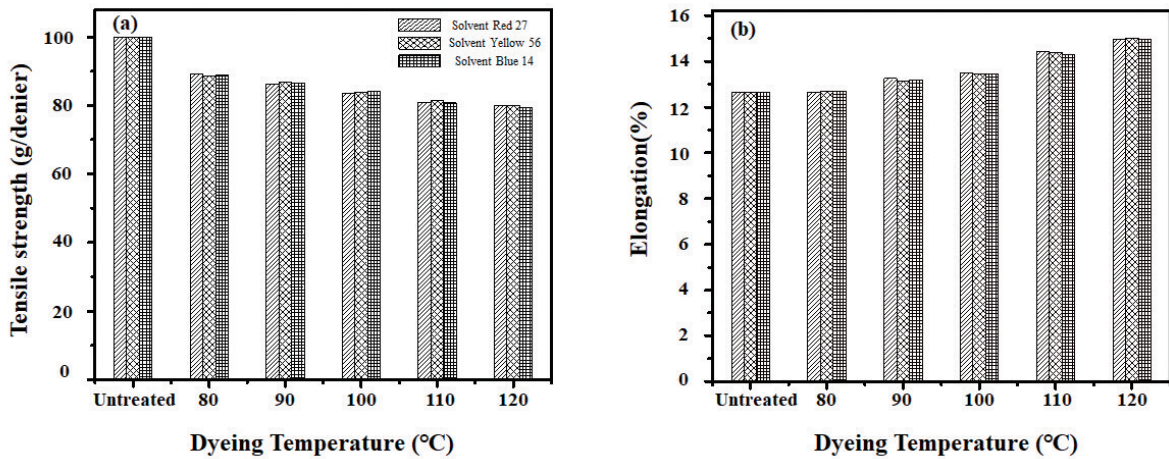 (a)
Solvent Red 27
Solvent Yellow 56
Solvent Blue 14
Tensile strength (g/denier)
100
80
60
40
20
0
Untreated 80 90 100 110 120
Dyeing Temperature (°C)
(b)
Elongation(%)
16
14
12
10
8
6
4
2
0
Untreated 80 90 100 110 120
Dyeing Temperature (°C)